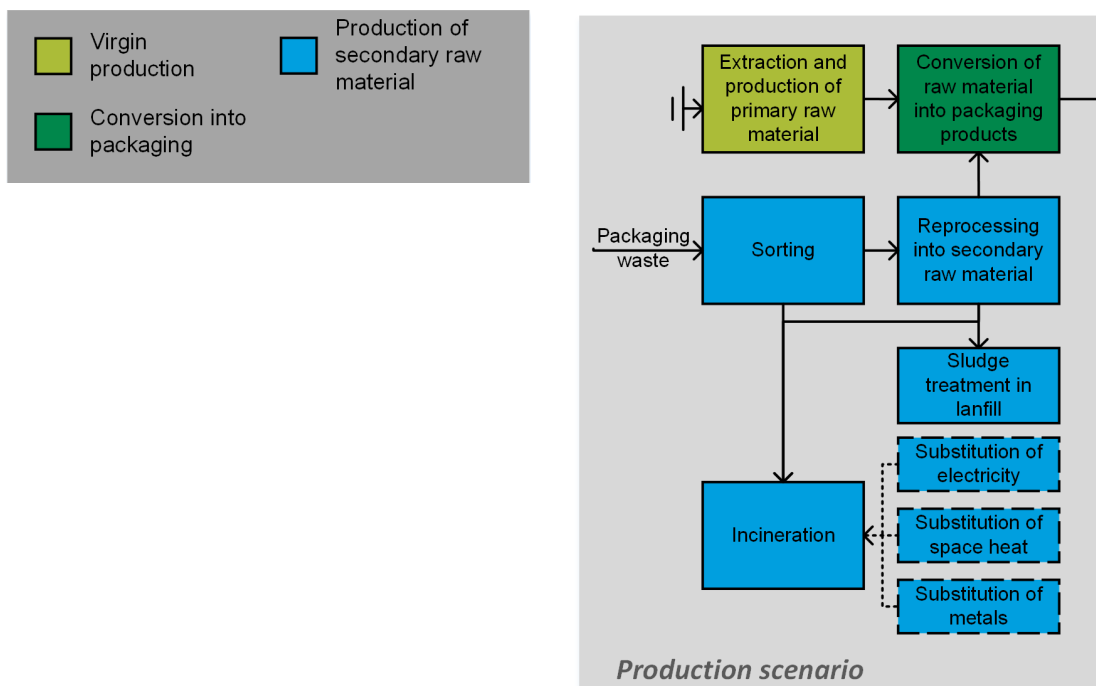 Virgin
production
Production of
secondary raw
material
Conversion into
packaging
Extraction and
production of
primary raw
material
Conversion of
raw material
into packaging
products
Packaging
waste
Sorting
Reprocessing
into secondary
raw material
Sludge
treatment in
lanfill
Substitution of
electricity
Incineration
Substitution of
space heat
Substitution of
metals
Production scenario